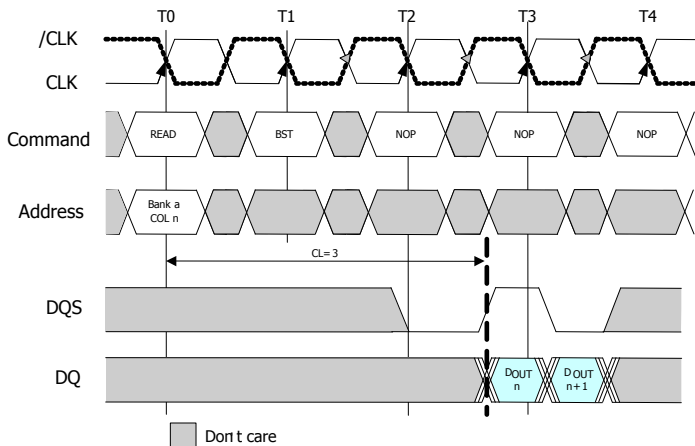 T0 T1 T2 T3 T4
/CLK
CLK
Command READ BST NOP NOP NOP
Address Bank a
COL n
CL=3
DQS
DQ DOUT
n DOUT
n+1
Don't care